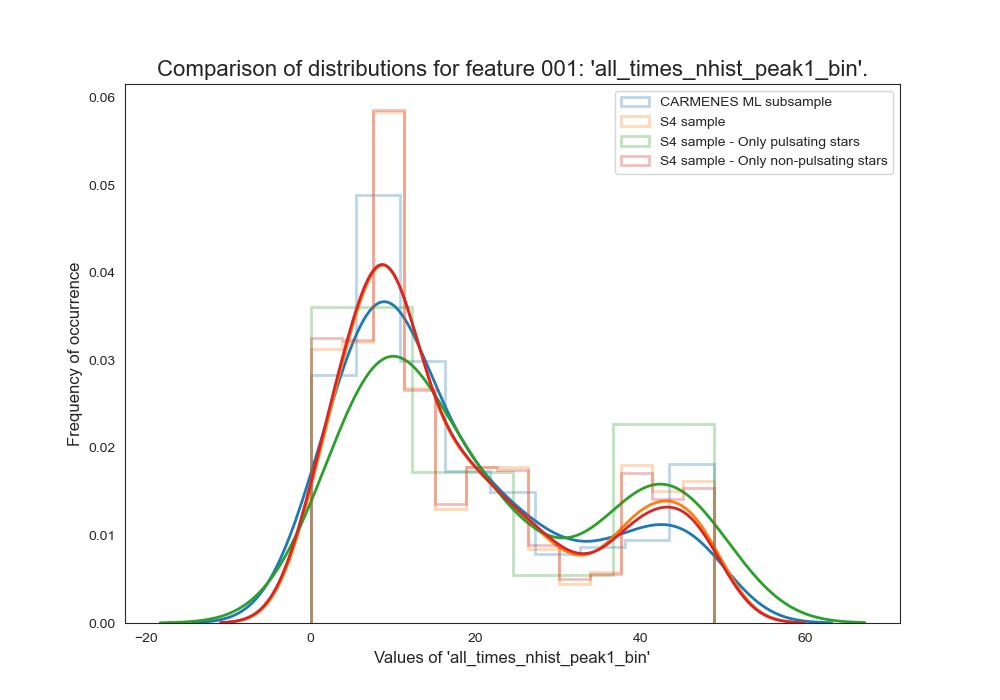 Comparison of distributions for feature 001: 'all_times_nhist_peak1_bin'.
CARMENES ML subsample
S4 sample
S4 sample - Only pulsating stars
S4 sample - Only non-pulsating stars
Frequency of occurrence
0.06
0.05
0.04
0.03
0.02
0.01
0.00
−20
0
20
40
60
Values of 'all_times_nhist_peak1_bin'